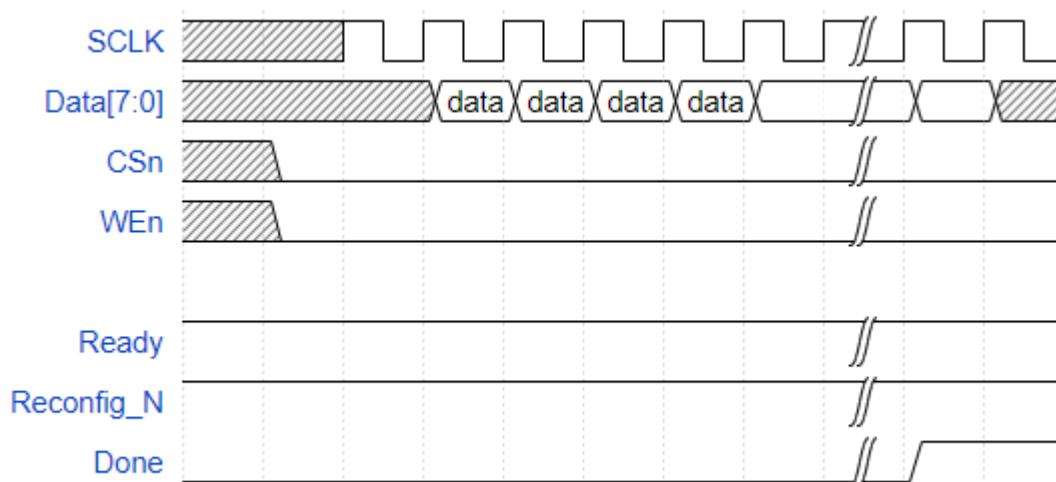 SCLK
Data[7:0] data data data data
CSn
WEn
Ready
Reconfig_N
Done